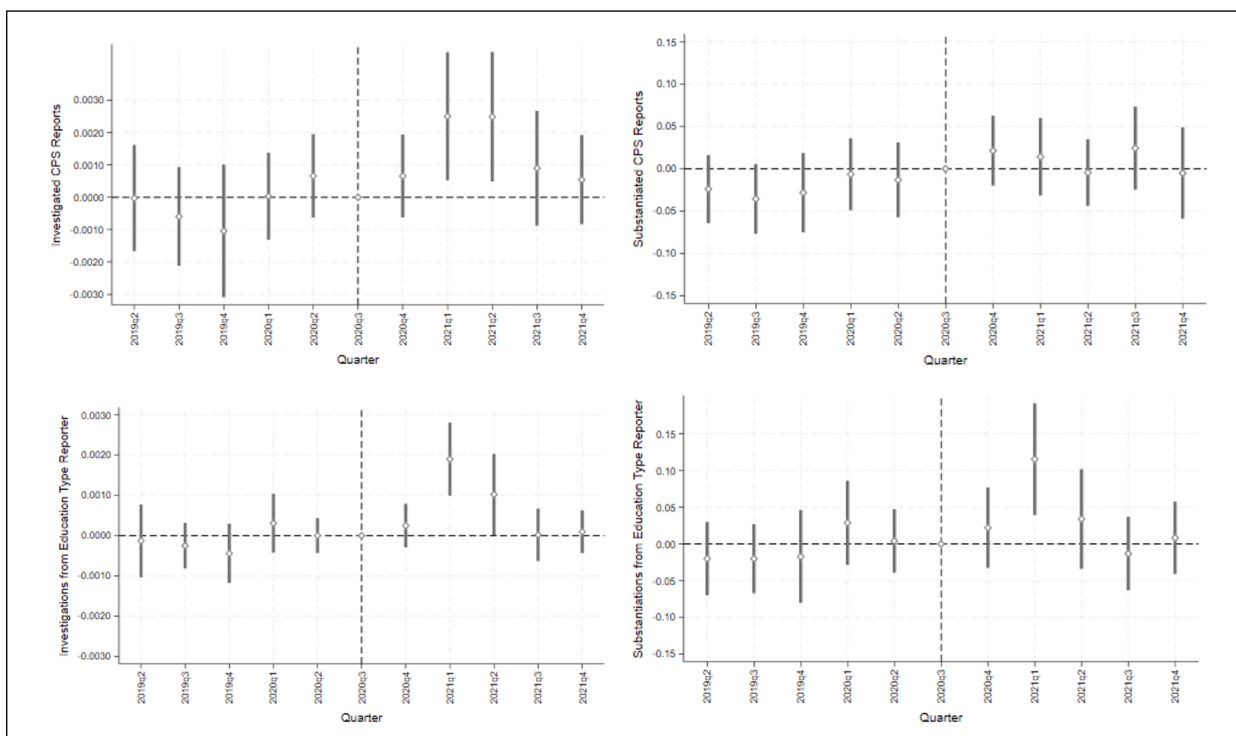 Investigated CPS Reports
0.0030
0.0020
0.0010
0.0000
-0.0010
-0.0020
-0.0030
2019q2
2019q3
2019q4
2020q1
2020q2
2020q3
2020q4
2021q1
2021q2
2021q3
2021q4
Quarter
Substantiated CPS Reports
0.15
0.10
0.05
0.00
-0.05
-0.10
-0.15
2019q2
2019q3
2019q4
2020q1
2020q2
2020q3
2020q4
2021q1
2021q2
2021q3
2021q4
Quarter
Investigations from Education Type Reporter
0.0030
0.0020
0.0010
0.0000
-0.0010
-0.0020
-0.0030
2019q2
2019q3
2019q4
2020q1
2020q2
2020q3
2020q4
2021q1
2021q2
2021q3
2021q4
Quarter
Substantiations from Education Type Reporter
0.15
0.10
0.05
0.00
-0.05
-0.10
-0.15
2019q2
2019q3
2019q4
2020q1
2020q2
2020q3
2020q4
2021q1
2021q2
2021q3
2021q4
Quarter